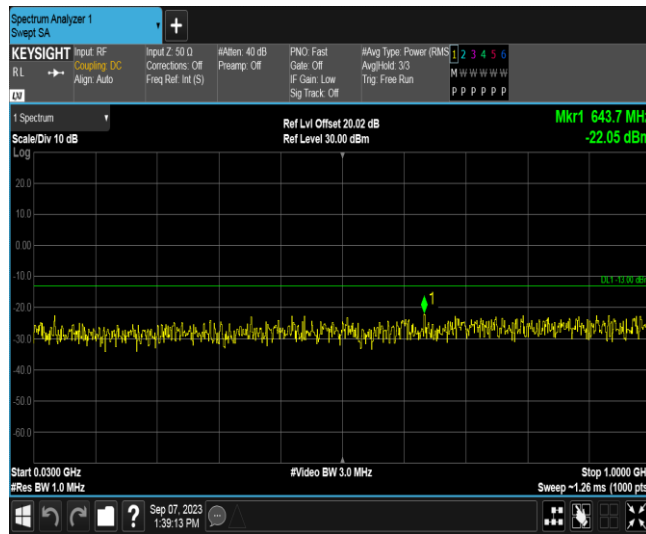 Spectrum Analyzer 1
Swept SA
KEYSIGHT
RL
LXI
Input: RF
Coupling: DC
Align: Auto
Input Z: 50 Ω
Corrections: Off
Freq Ref: Int (S)
#Atten: 40 dB
Preamp: Off
PNO: Fast
Gate: Off
IF Gain: Low
Sig Track: Off
#Avg Type: Power (RMS
Avg|Hold: 3/3
Trig: Free Run
1 2 3 4 5 6
M W W W W W
P P P P P P
1 Spectrum
Scale/Div 10 dB
Log
Ref Lvl Offset 20.02 dB
Ref Level 30.00 dBm
Mkr1 643.7 MHz
-22.05 dBm
20.0
10.0
0.00
-10.0
DL1 -13.00 dBm
1
-20.0
-30.0
-40.0
-50.0
-60.0
Start 0.0300 GHz
#Res BW 1.0 MHz
#Video BW 3.0 MHz
Stop 1.0000 GH
Sweep ~1.26 ms (1000 pts
?
Sep 07, 2023
1:39:13 PM